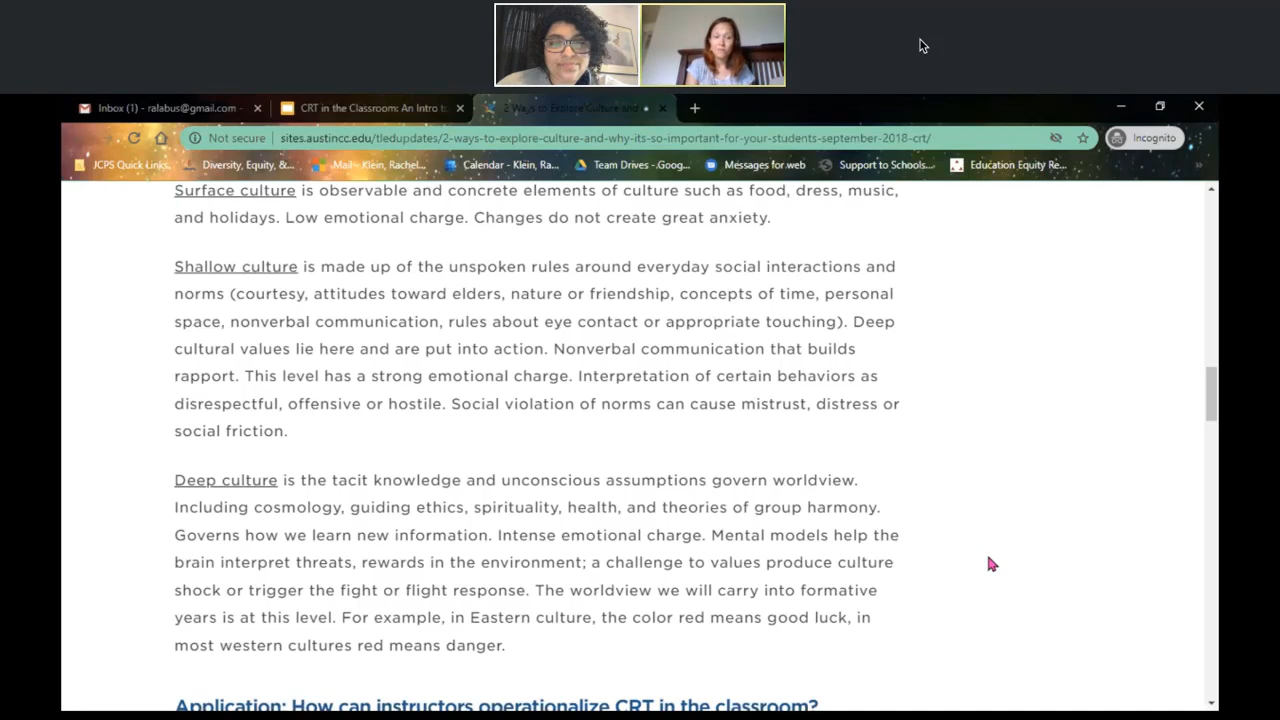 Inbox (1) - ralabus@gmail.com -
CRT in the Classroom: An Intro t
2 Ways to Explore Culture and
Not secure
sites.austincc.edu/tledupdates/2-ways-to-explore-culture-and-why-its-so-important-for-your-students-september-2018-crt/
Incognito
JCPS Quick Links...
Diversity, Equity, &...
Mail - Klein, Rachel...
Calendar - Klein, Ra...
Team Drives - Goog...
Messages for web
Support to Schools...
Education Equity Re...
»
Surface culture is observable and concrete elements of culture such as food, dress, music,
and holidays. Low emotional charge. Changes do not create great anxiety.
Shallow culture is made up of the unspoken rules around everyday social interactions and
norms (courtesy, attitudes toward elders, nature or friendship, concepts of time, personal
space, nonverbal communication, rules about eye contact or appropriate touching). Deep
cultural values lie here and are put into action. Nonverbal communication that builds
rapport. This level has a strong emotional charge. Interpretation of certain behaviors as
disrespectful, offensive or hostile. Social violation of norms can cause mistrust, distress or
social friction.
Deep culture is the tacit knowledge and unconscious assumptions govern worldview.
Including cosmology, guiding ethics, spirituality, health, and theories of group harmony.
Governs how we learn new information. Intense emotional charge. Mental models help the
brain interpret threats, rewards in the environment; a challenge to values produce culture
shock or trigger the fight or flight response. The worldview we will carry into formative
years is at this level. For example, in Eastern culture, the color red means good luck, in
most western cultures red means danger.
Application: How can instructors operationalize CRT in the classroom?